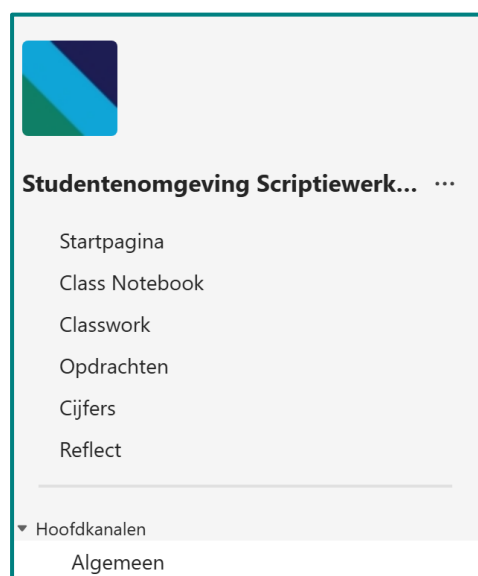 Studentenomgeving Scriptiewerk... ...
Startpagina
Class Notebook
Classwork
Opdrachten
Cijfers
Reflect
Hoofdkanalen
Algemeen